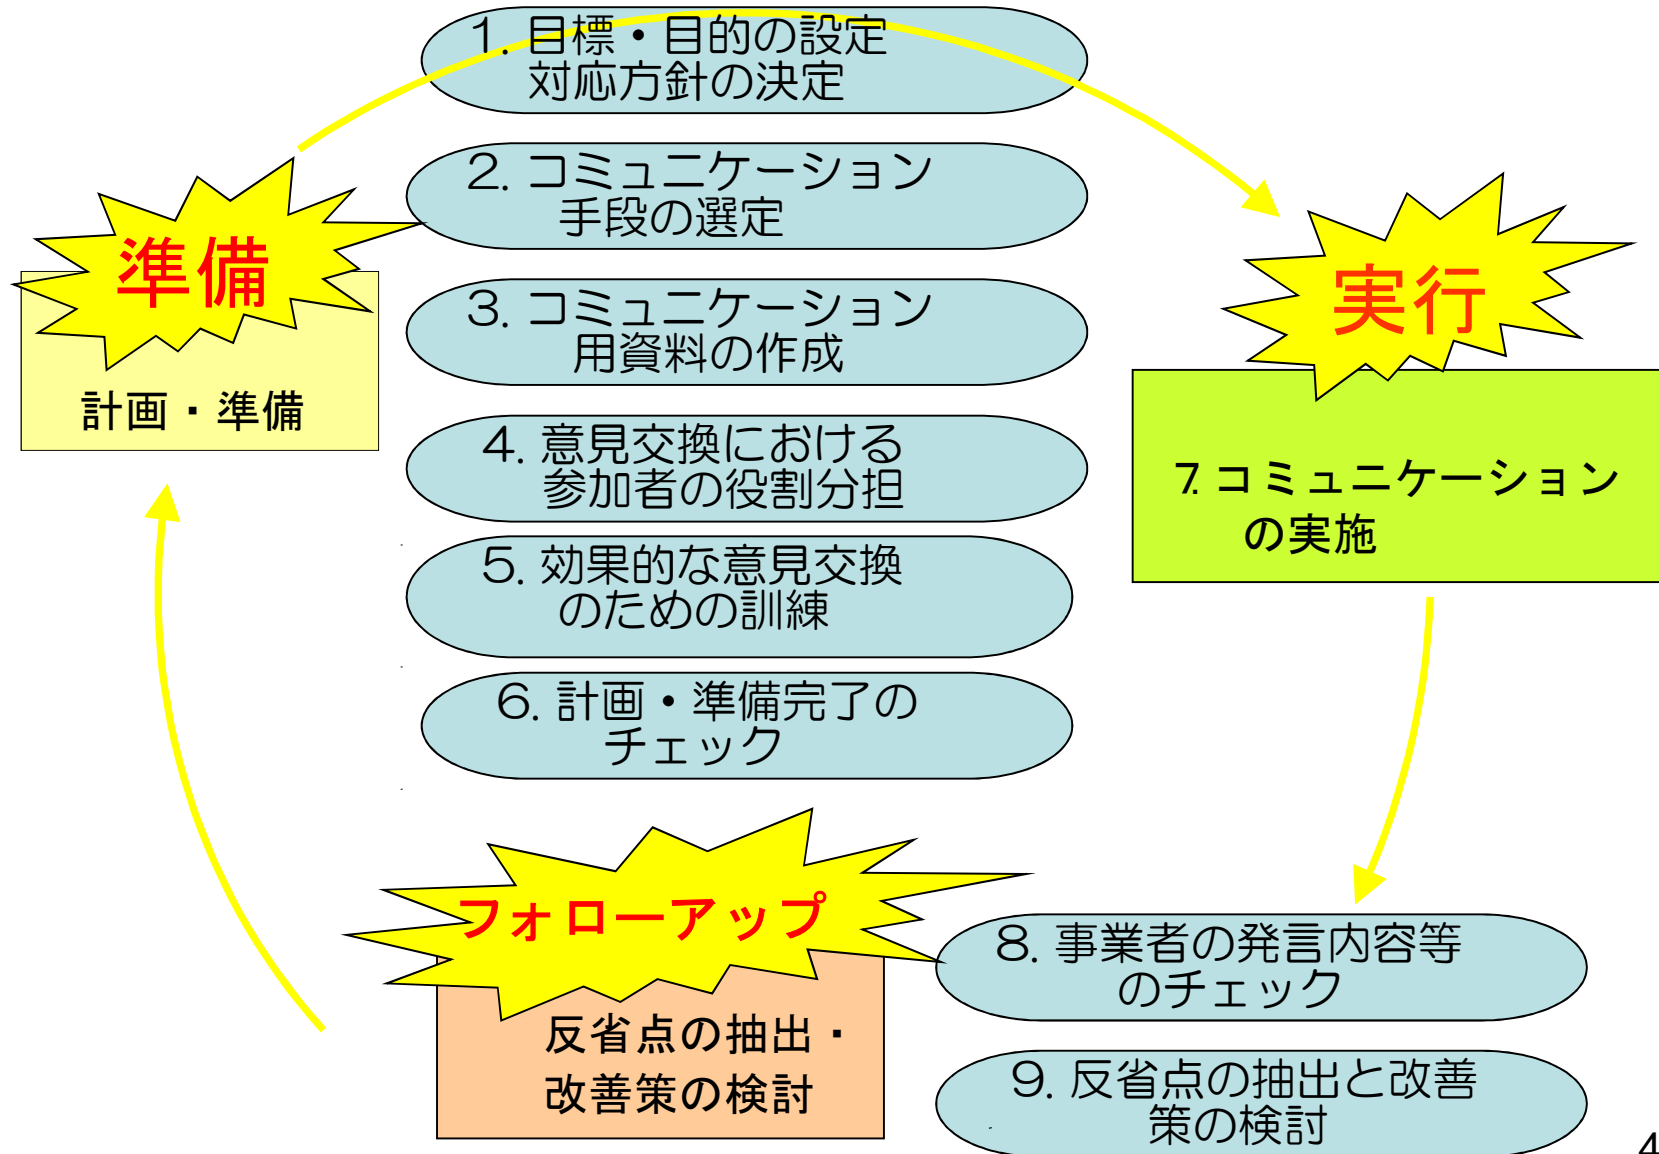 1. 目標・目的の設定
対応方針の決定
2. コミュニケーション
手段の選定
3. コミュニケーション
用資料の作成
4. 意見交換における
参加者の役割分担
5. 効果的な意見交換
のための訓練
6. 計画・準備完了の
チェック
準備
計画・準備
実行
7. コミュニケーション
の実施
フォローアップ
反省点の抽出・
改善策の検討
8. 事業者の発言内容等
のチェック
9. 反省点の抽出と改善
策の検討
4